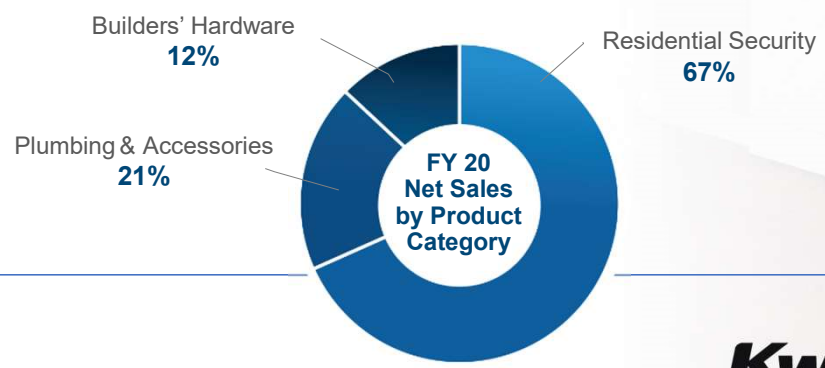 Builders' Hardware
12%
Residential Security
67%
Plumbing & Accessories
21%
FY 20
Net Sales
by Product
Category